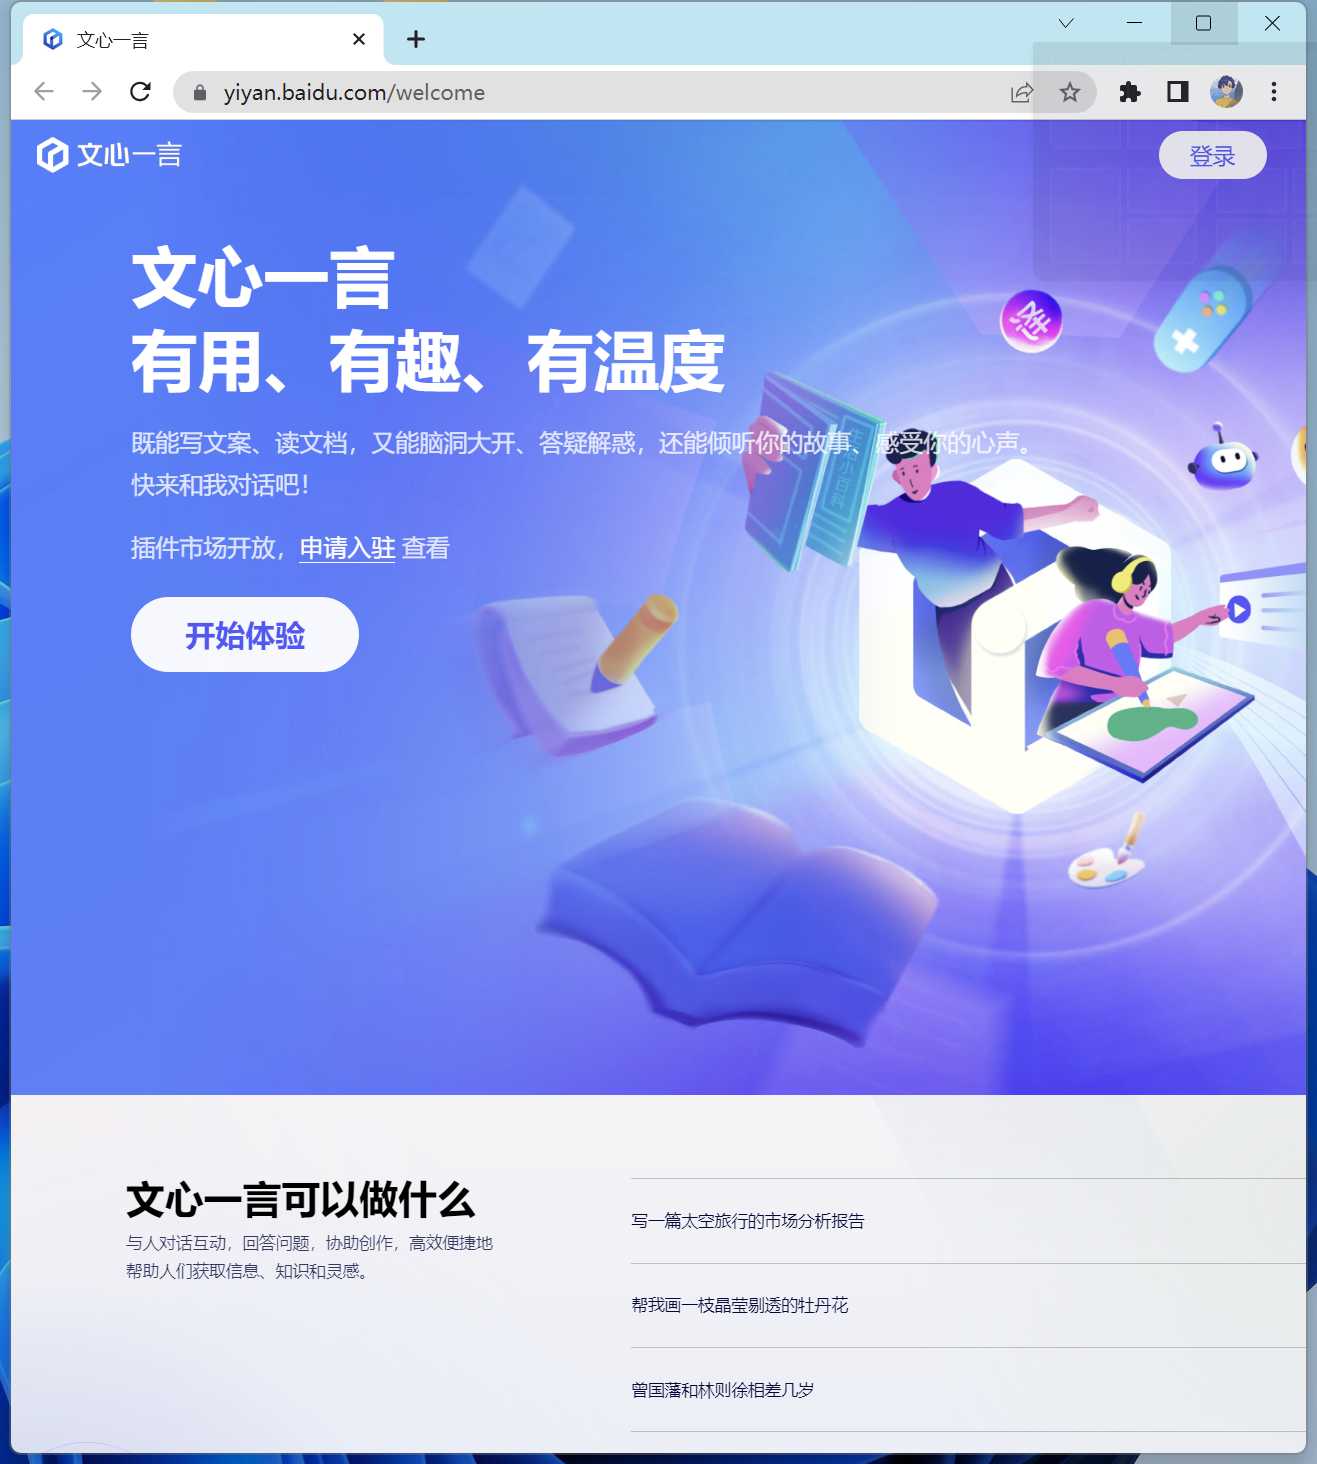 文心一言
yiyan.baidu.com/welcome
文心一言
登录
文心一言
有用、有趣、有温度
既能写文案、读文档，又能脑洞大开、答疑解惑，还能倾听你的故事、感受你的心声。
快来和我对话吧！
插件市场开放，申请入驻 查看
开始体验
文心一言可以做什么
与人对话互动，回答问题，协助创作，高效便捷地
帮助人们获取信息、知识和灵感。
写一篇太空旅行的市场分析报告
帮我画一枝晶莹剔透的牡丹花
曾国藩和林则徐相差几岁